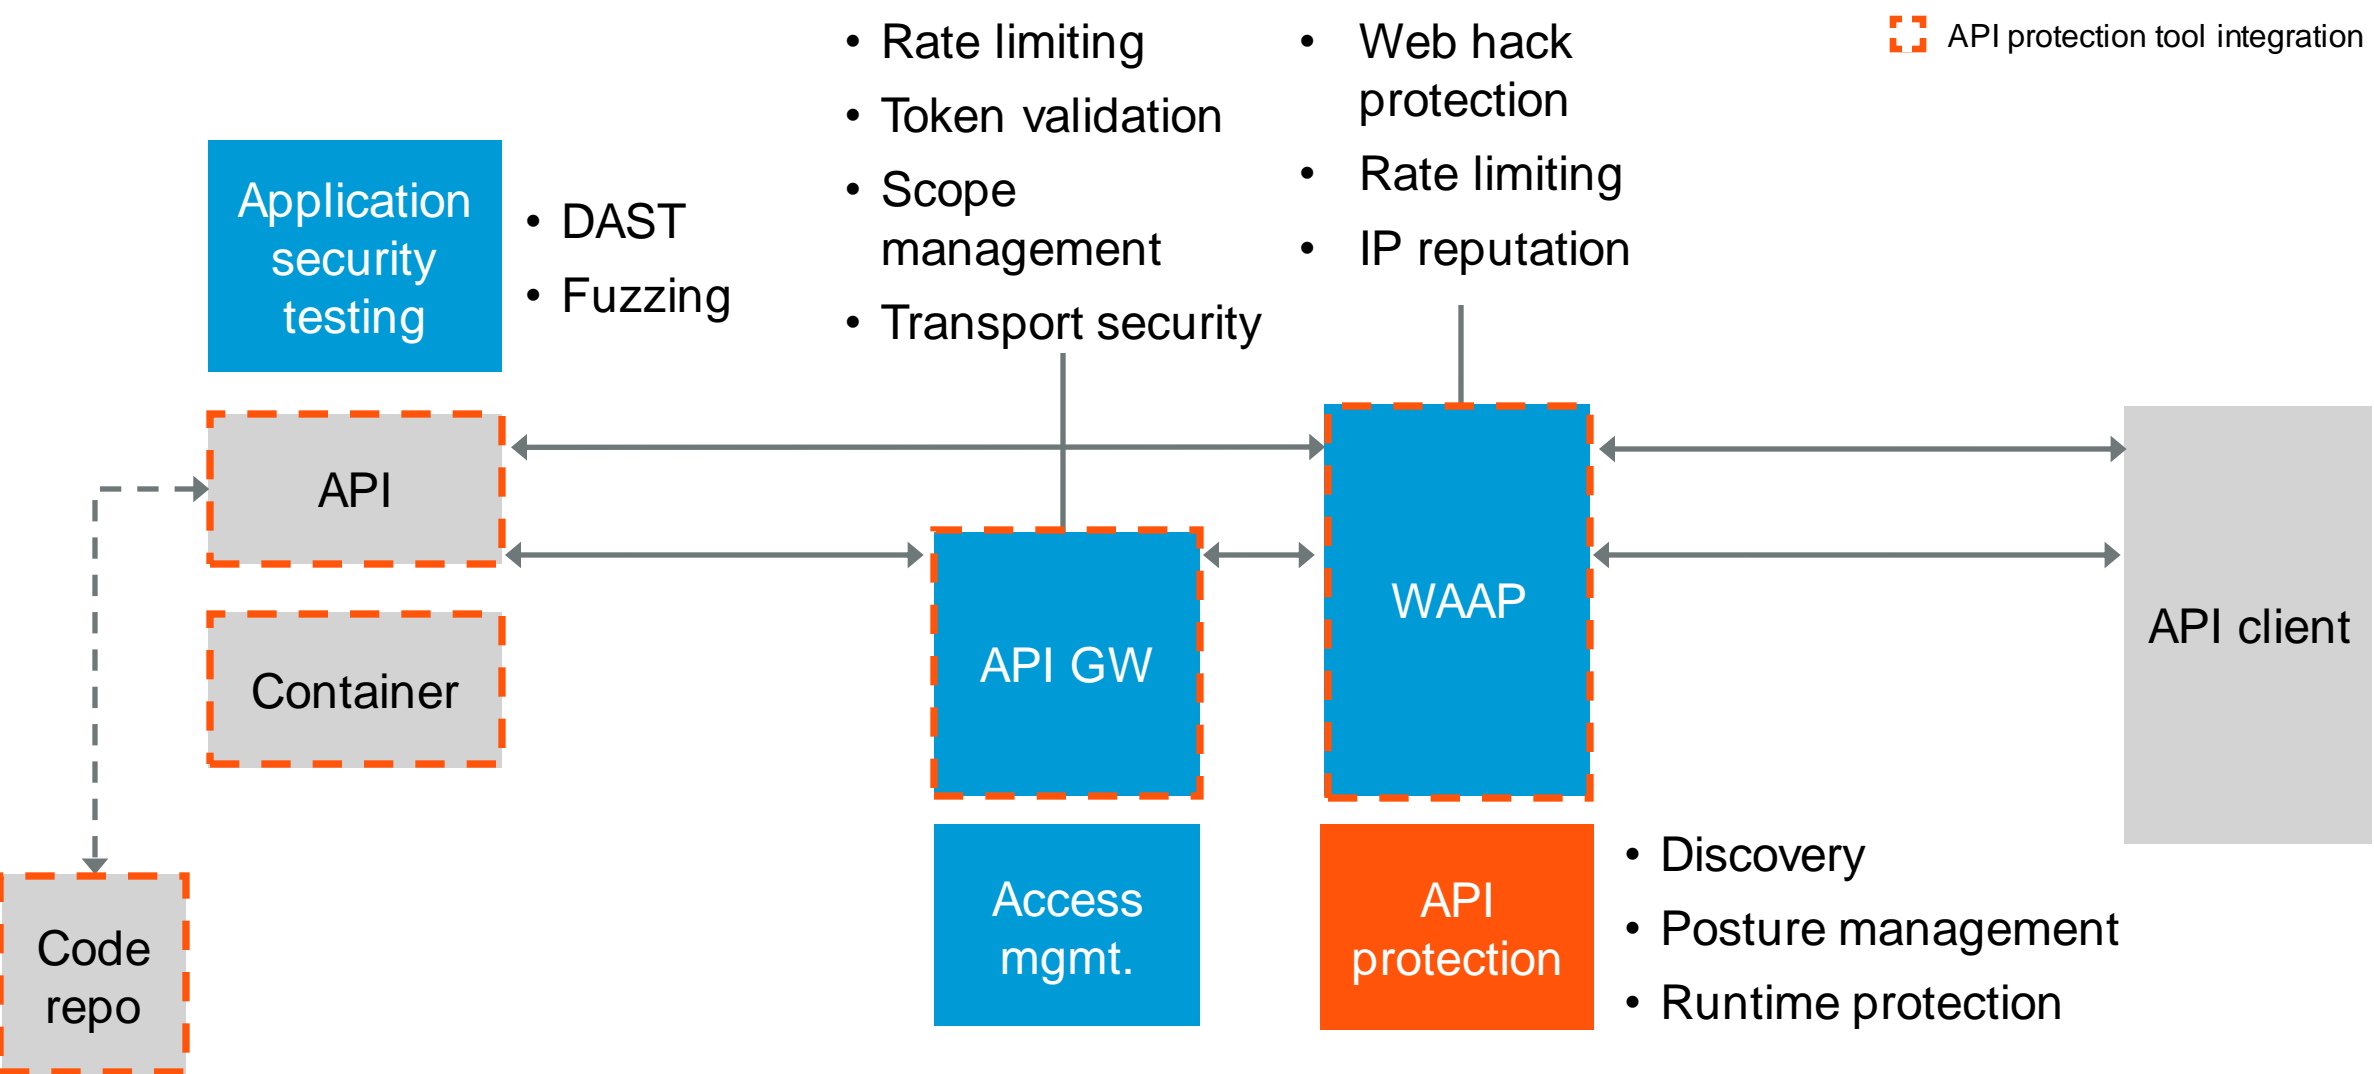 • Rate limiting
• Token validation
• Scope
management
• Transport security
• Web hack
protection
• Rate limiting
• IP reputation
API protection tool integration
Application
security
testing
• DAST
• Fuzzing
API
Container
Code
repo
API GW
Access
mgmt.
WAAP
API
protection
• Discovery
• Posture management
• Runtime protection
API client